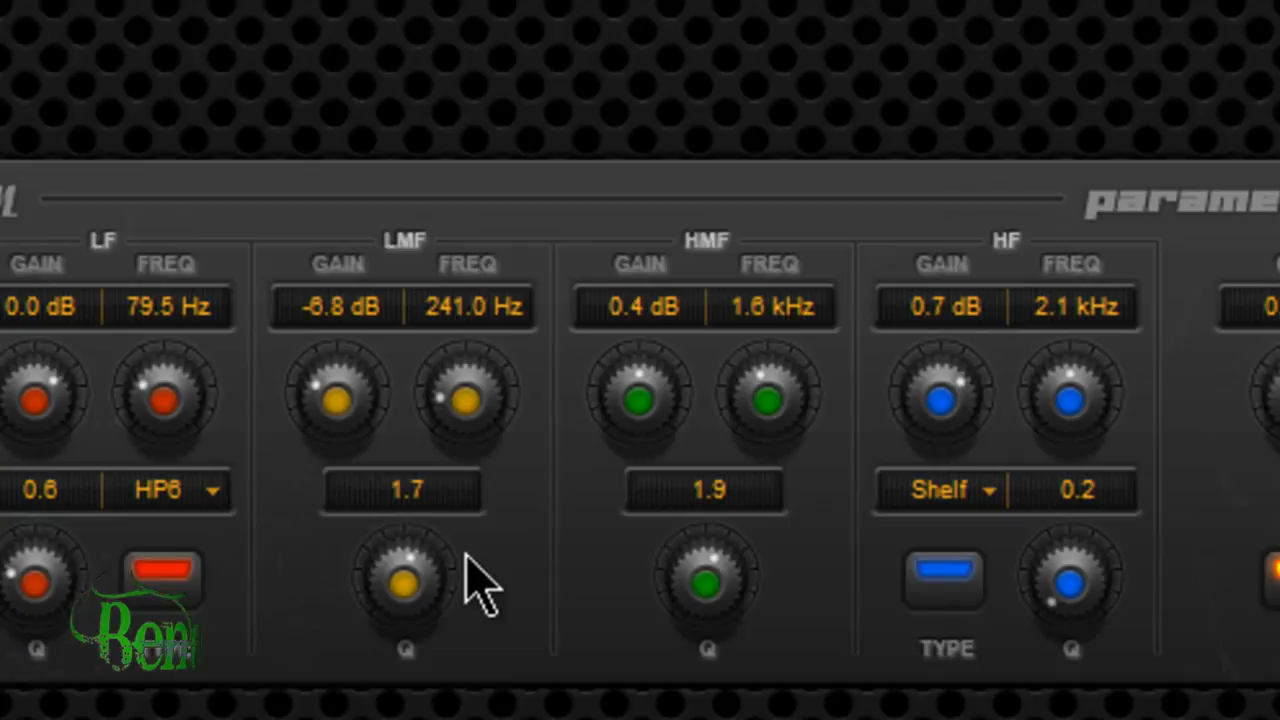 parame
LF LMF HMF HF
GAIN FREQ GAIN FREQ GAIN FREQ GAIN FREQ
0.0 dB 79.5 Hz -6.8 dB 241.0 Hz 0.4 dB 1.6 kHz 0.7 dB 2.1 kHz
0.6 HP6 1.7 1.9 Shelf 0.2
Q Q Q TYPE Q
Ben